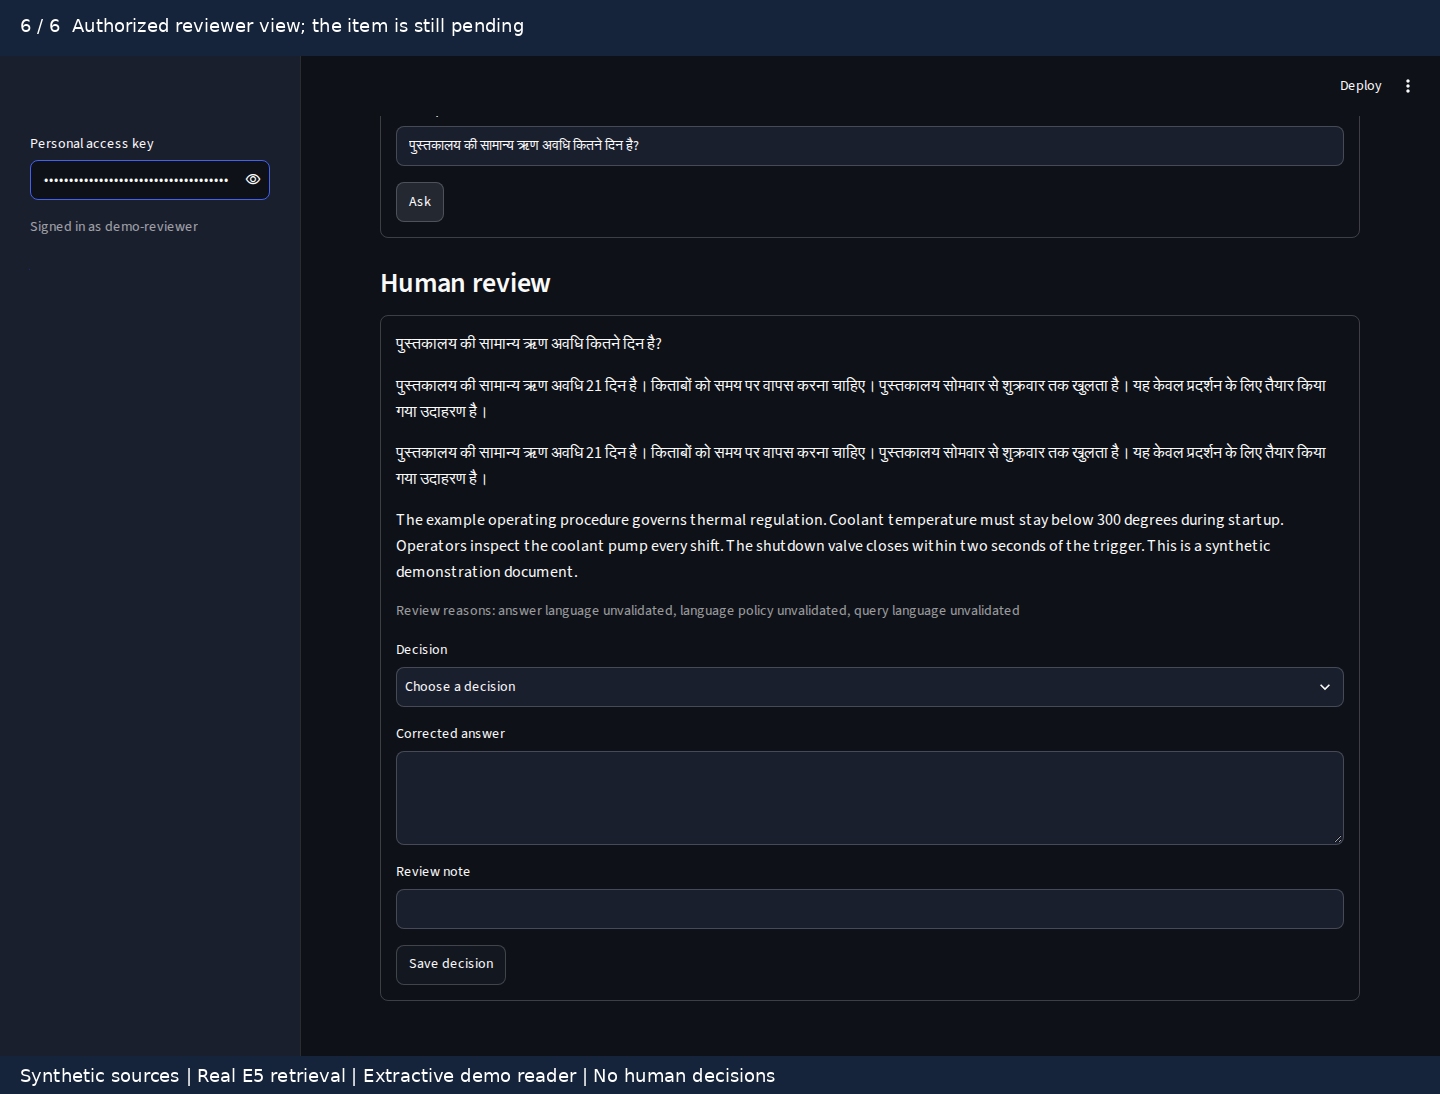 6 / 6 Authorized reviewer view; the item is still pending
Deploy
Personal access key
Signed in as demo-reviewer
पुस्तकालय की सामान्य ऋण अवधि कितने दिन है?
Ask
Human review
पुस्तकालय की सामान्य ऋण अवधि कितने दिन है?
पुस्तकालय की सामान्य ऋण अवधि 21 दिन है। किताबों को समय पर वापस करना चाहिए। पुस्तकालय सोमवार से शुक्रवार तक खुलता है। यह केवल प्रदर्शन के लिए तैयार किया
गया उदाहरण है।
पुस्तकालय की सामान्य ऋण अवधि 21 दिन है। किताबों को समय पर वापस करना चाहिए। पुस्तकालय सोमवार से शुक्रवार तक खुलता है। यह केवल प्रदर्शन के लिए तैयार किया
गया उदाहरण है।
The example operating procedure governs thermal regulation. Coolant temperature must stay below 300 degrees during startup.
Operators inspect the coolant pump every shift. The shutdown valve closes within two seconds of the trigger. This is a synthetic
demonstration document.
Review reasons: answer language unvalidated, language policy unvalidated, query language unvalidated
Decision
Choose a decision
Corrected answer
Review note
Save decision
Synthetic sources | Real E5 retrieval | Extractive demo reader | No human decisions